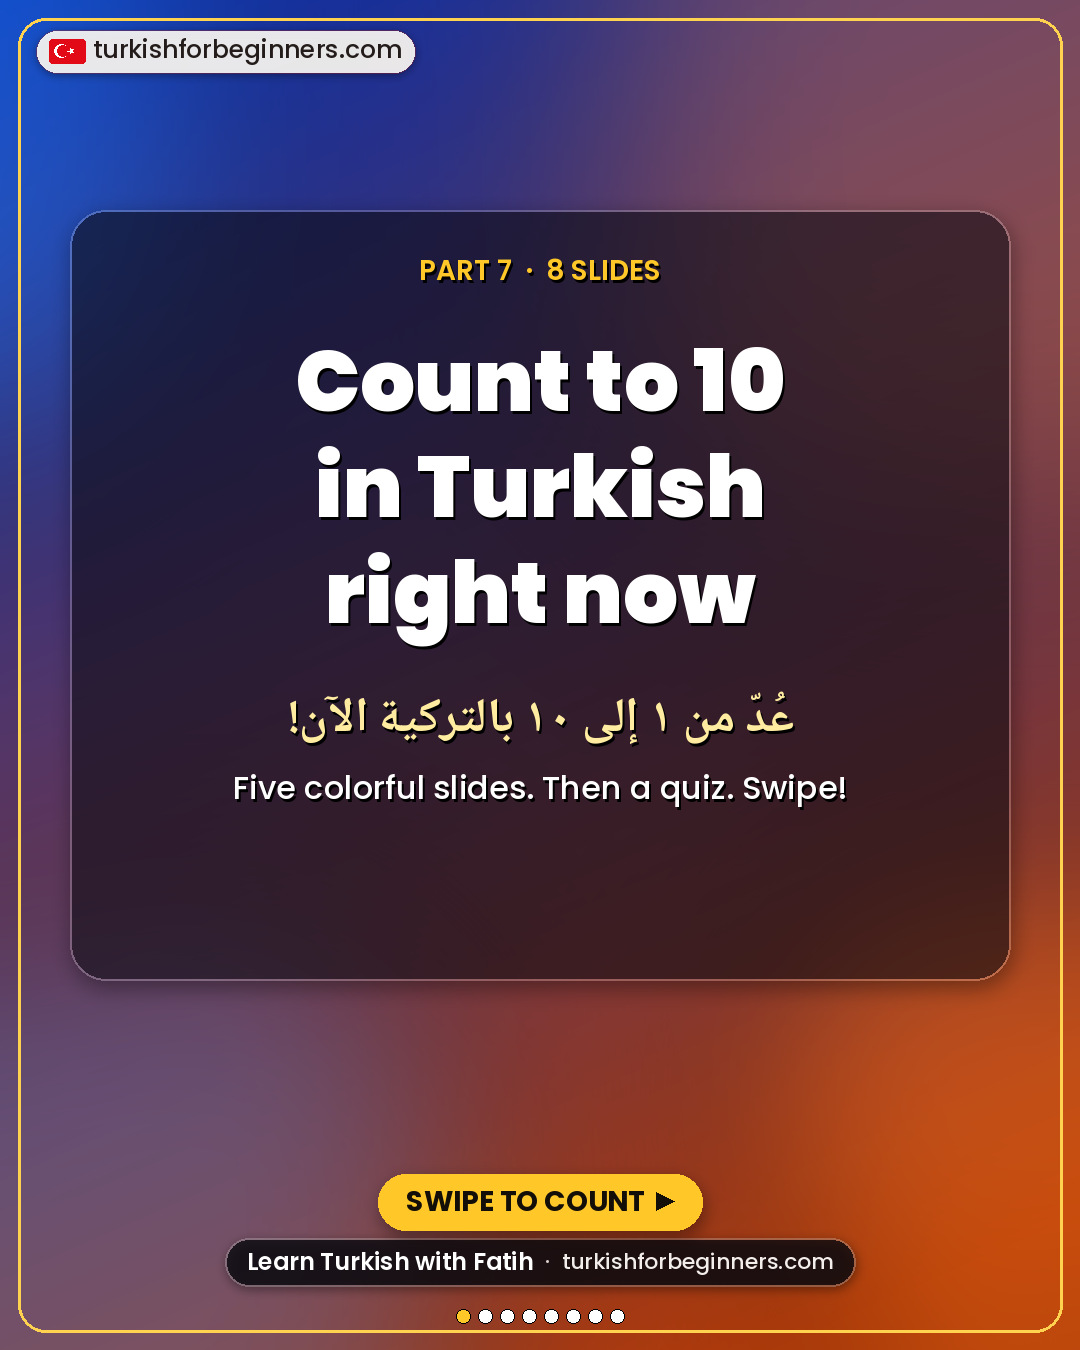 turkishforbeginners.com
PART 7 · 8 SLIDES
Count to 10
in Turkish
right now
عُدّ من ١ إلى ١٠ بالتركية الآن!
Five colorful slides. Then a quiz. Swipe!
SWIPE TO COUNT ▶
Learn Turkish with Fatih · turkishforbeginners.com